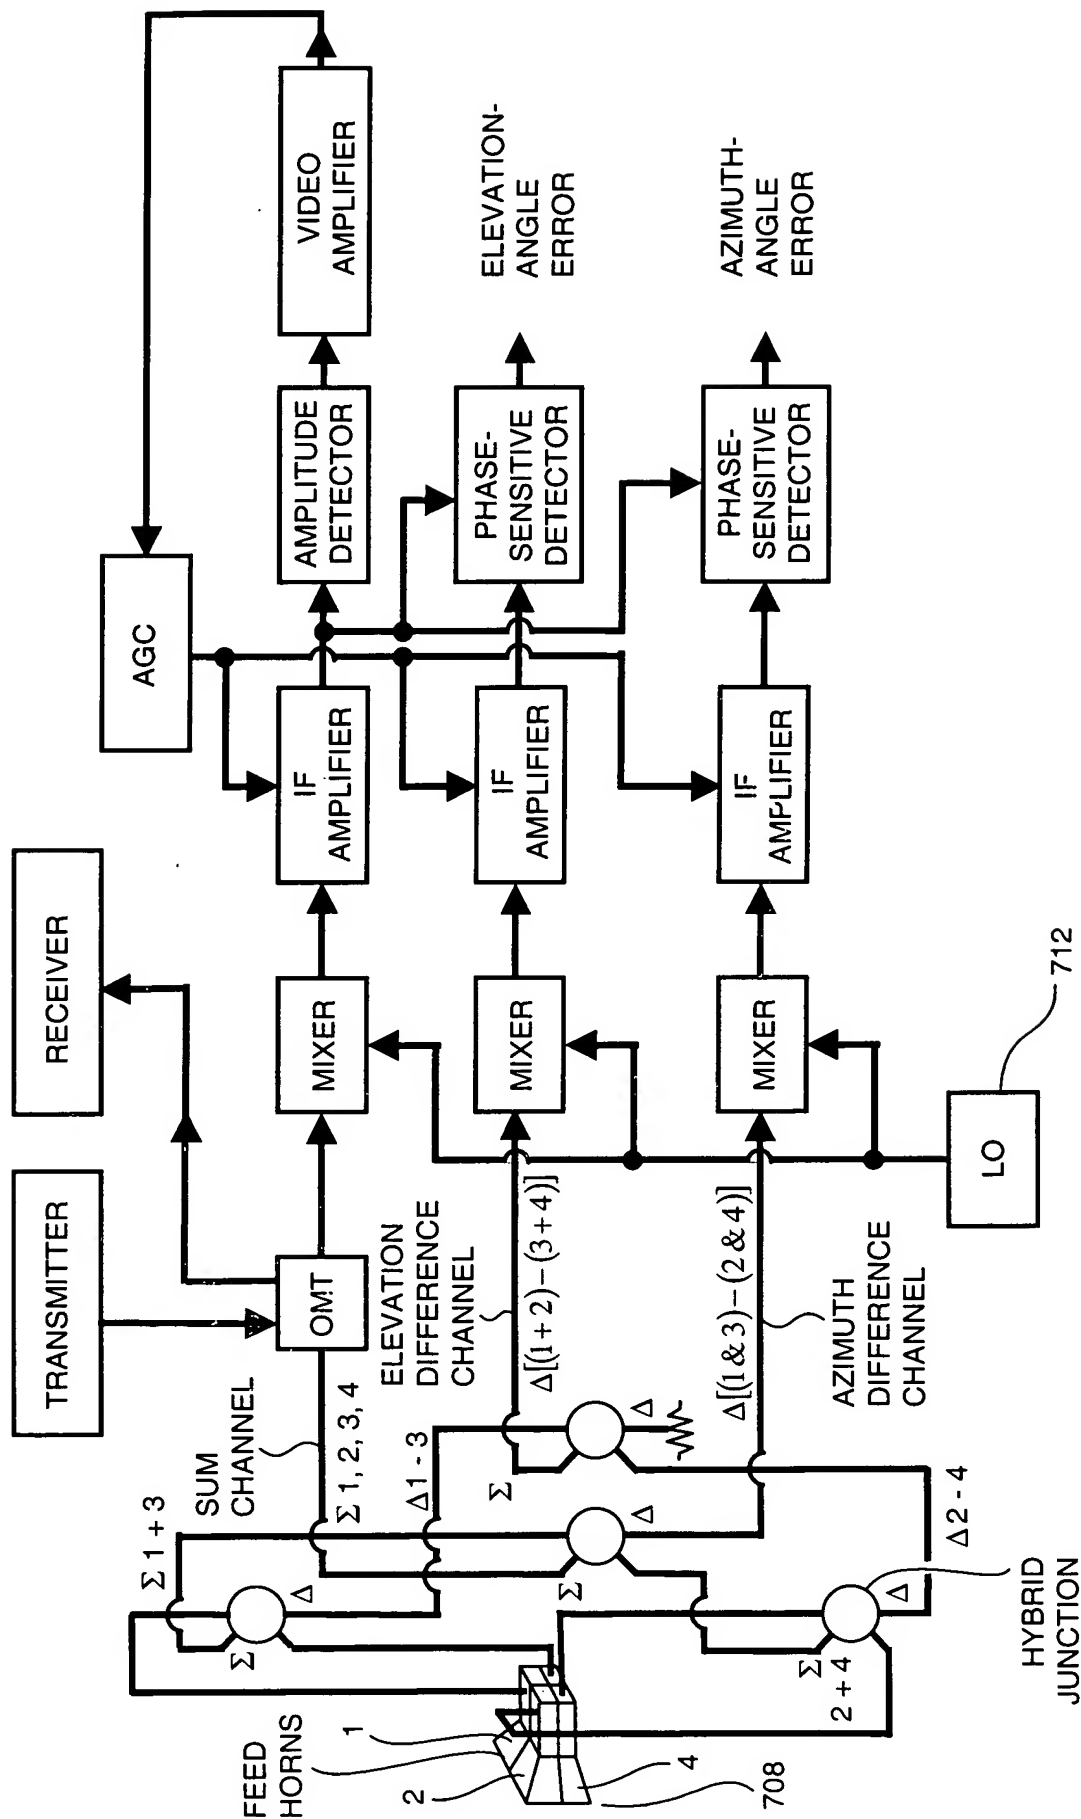 TRANSMITTER
RECEIVER
AGC
SUM
CHANNEL
OMT
MIXER
IF
AMPLIFIER
AMPLITUDE
DETECTOR
VIDEO
AMPLIFIER
Σ 1 + 3
Σ 1, 2, 3, 4
Δ
Σ
Δ1 - 3
ELEVATION
DIFFERENCE
CHANNEL
Δ[(1 + 2) – (3 + 4)]
MIXER
IF
AMPLIFIER
PHASE-
SENSITIVE
DETECTOR
ELEVATION-
ANGLE
ERROR
FEED
HORNS
1
2
4
708
Σ
Σ
Δ
Δ
Δ[(1 & 3) – (2 & 4)]
MIXER
IF
AMPLIFIER
PHASE-
SENSITIVE
DETECTOR
AZIMUTH-
ANGLE
ERROR
Σ
2 + 4
Δ
Δ2 - 4
AZIMUTH
DIFFERENCE
CHANNEL
LO
712
HYBRID
JUNCTION